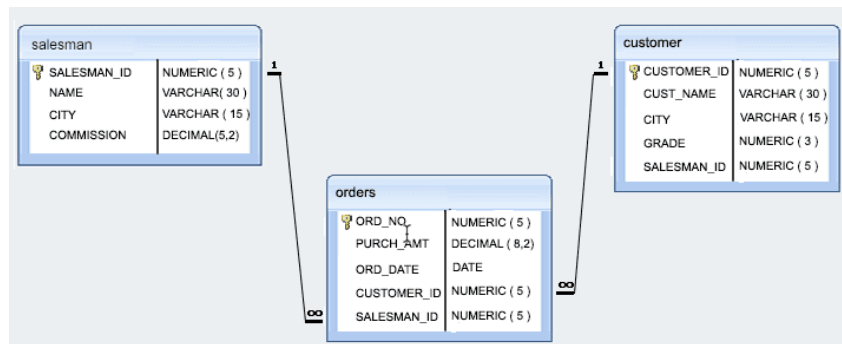 salesman
SALESMAN_ID NUMERIC ( 5 )
NAME VARCHAR( 30 )
CITY VARCHAR ( 15 )
COMMISSION DECIMAL(5,2)
1
1
customer
CUSTOMER_ID NUMERIC ( 5 )
CUST_NAME VARCHAR ( 30 )
CITY VARCHAR ( 15 )
GRADE NUMERIC ( 3 )
SALESMAN_ID NUMERIC ( 5 )
orders
ORD_NO NUMERIC ( 5 )
PURCH_AMT DECIMAL ( 8,2)
ORD_DATE DATE
CUSTOMER_ID NUMERIC ( 5 )
SALESMAN_ID NUMERIC ( 5 )
∞
∞